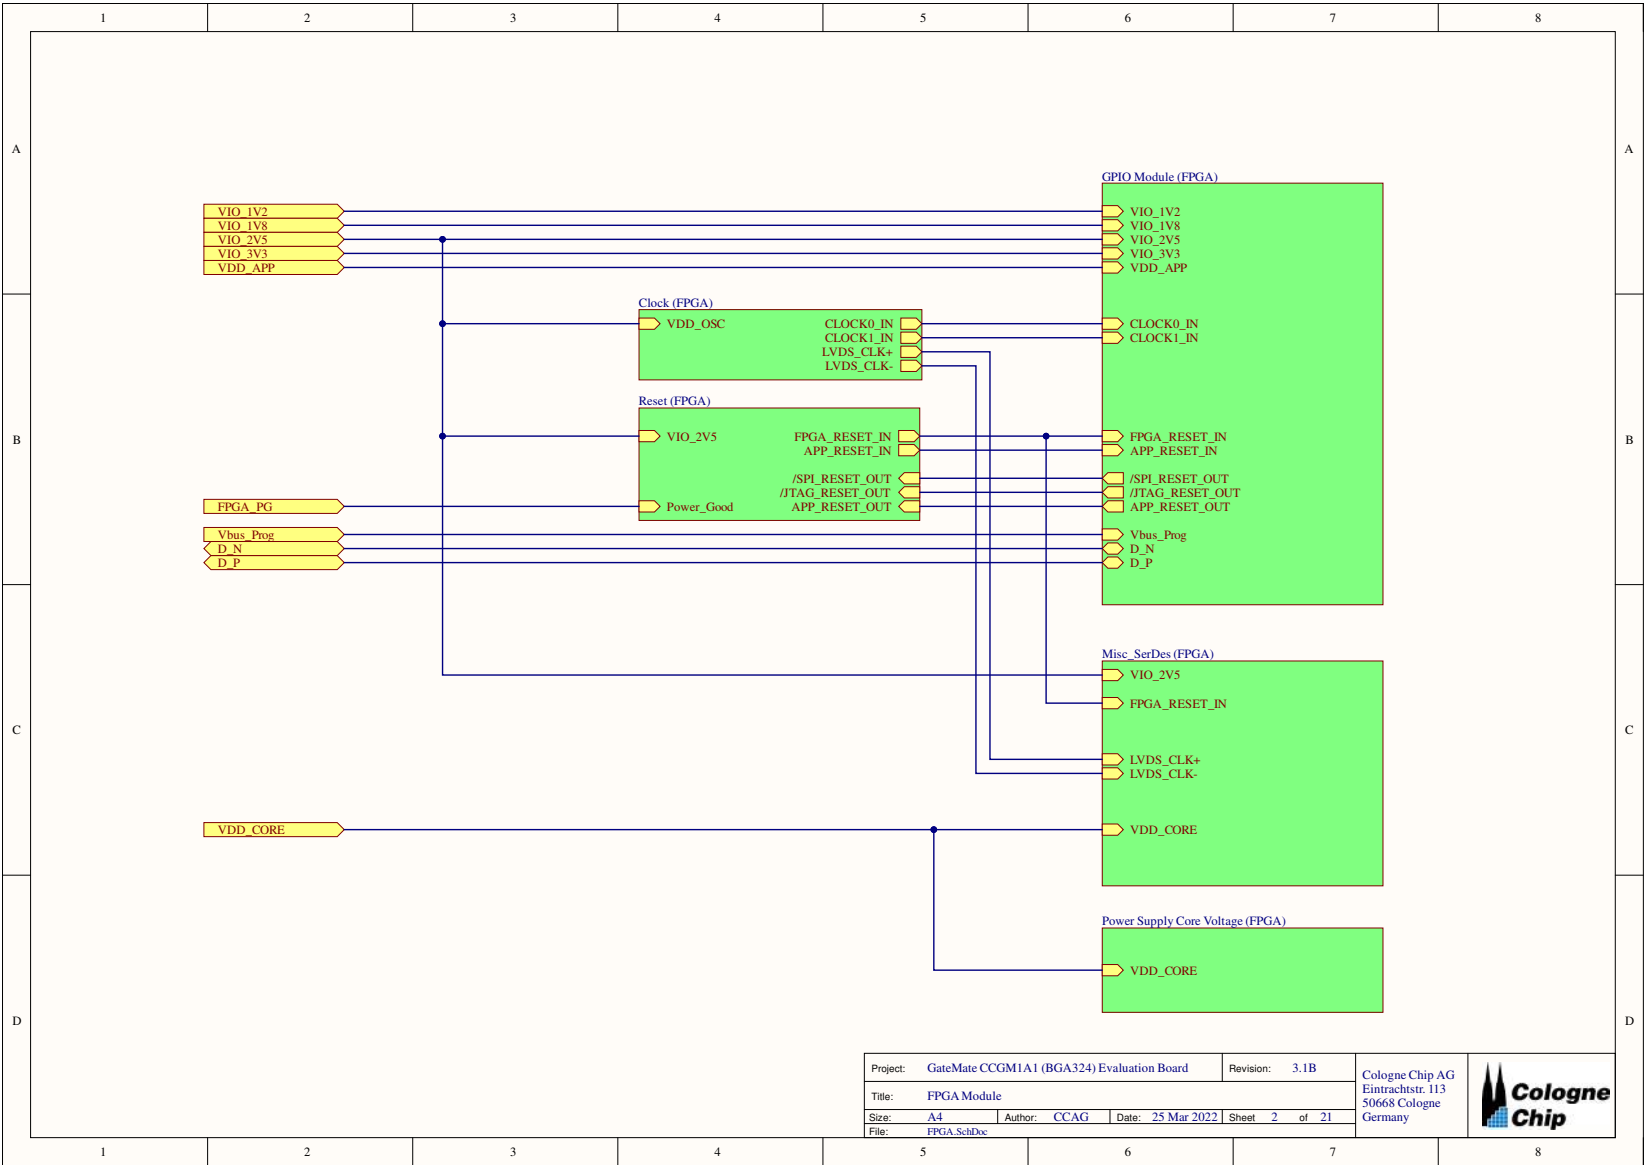 1 2 3 4 5 6 7 8
A A
GPIO Module (FPGA)
VIO_1V2 VIO_1V2
VIO_1V8 VIO_1V8
VIO_2V5 VIO_2V5
VIO_3V3 VIO_3V3
VDD_APP VDD_APP
Clock (FPGA)
VDD_OSC CLOCK0_IN CLOCK0_IN
CLOCK1_IN CLOCK1_IN
LVDS_CLK+
LVDS_CLK-
Reset (FPGA)
VIO_2V5 FPGA_RESET_IN FPGA_RESET_IN
B B
APP_RESET_IN APP_RESET_IN
/SPI_RESET_OUT /SPI_RESET_OUT
/JTAG_RESET_OUT /JTAG_RESET_OUT
FPGA_PG Power_Good APP_RESET_OUT APP_RESET_OUT
Vbus_Prog Vbus_Prog
D_N D_N
D_P D_P
Misc_SerDes (FPGA)
VIO_2V5
FPGA_RESET_IN
C C
LVDS_CLK+
LVDS_CLK-
VDD_CORE VDD_CORE
Power Supply Core Voltage (FPGA)
VDD_CORE
D D
Project: GateMate CCGM1A1 (BGA324) Evaluation Board Revision: 3.1B
Title: FPGA Module
Size: A4 Author: CCAG Date: 25 Mar 2022 Sheet 2 of 21
File: FPGA.SchDoc
Cologne Chip AG
Eintrachtstr. 113
50668 Cologne
Germany
Cologne
Chip
1 2 3 4 5 6 7 8